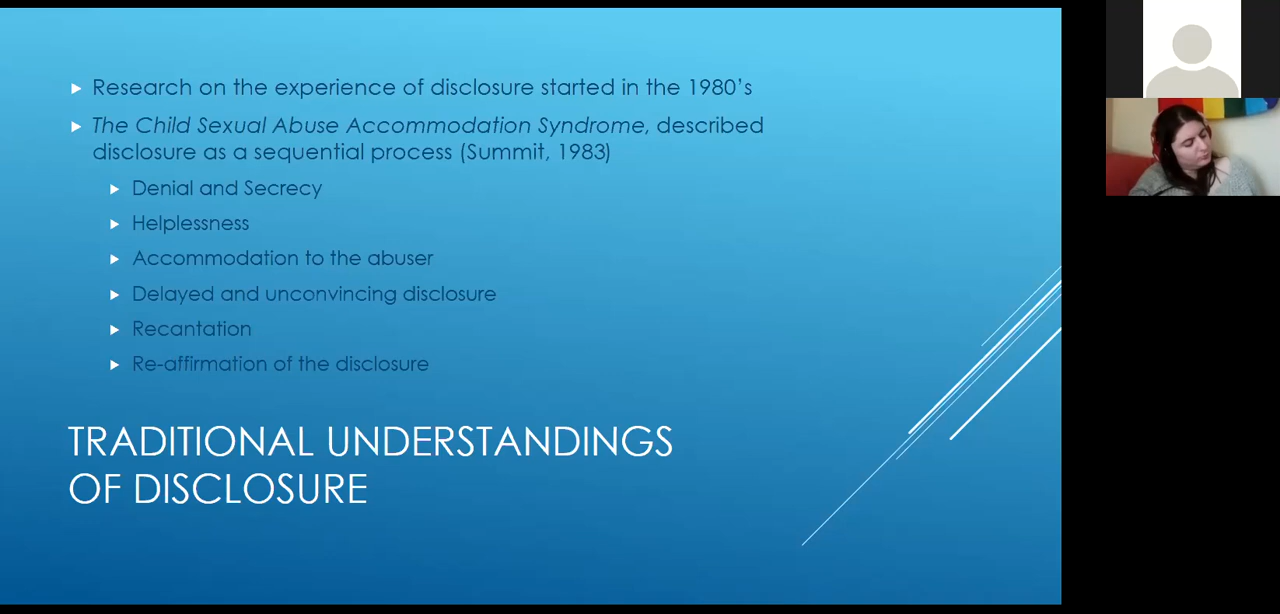 Research on the experience of disclosure started in the 1980's
The Child Sexual Abuse Accommodation Syndrome, described
disclosure as a sequential process (Summit, 1983)
Denial and Secrecy
Helplessness
Accommodation to the abuser
Delayed and unconvincing disclosure
Recantation
Re-affirmation of the disclosure
TRADITIONAL UNDERSTANDINGS
OF DISCLOSURE